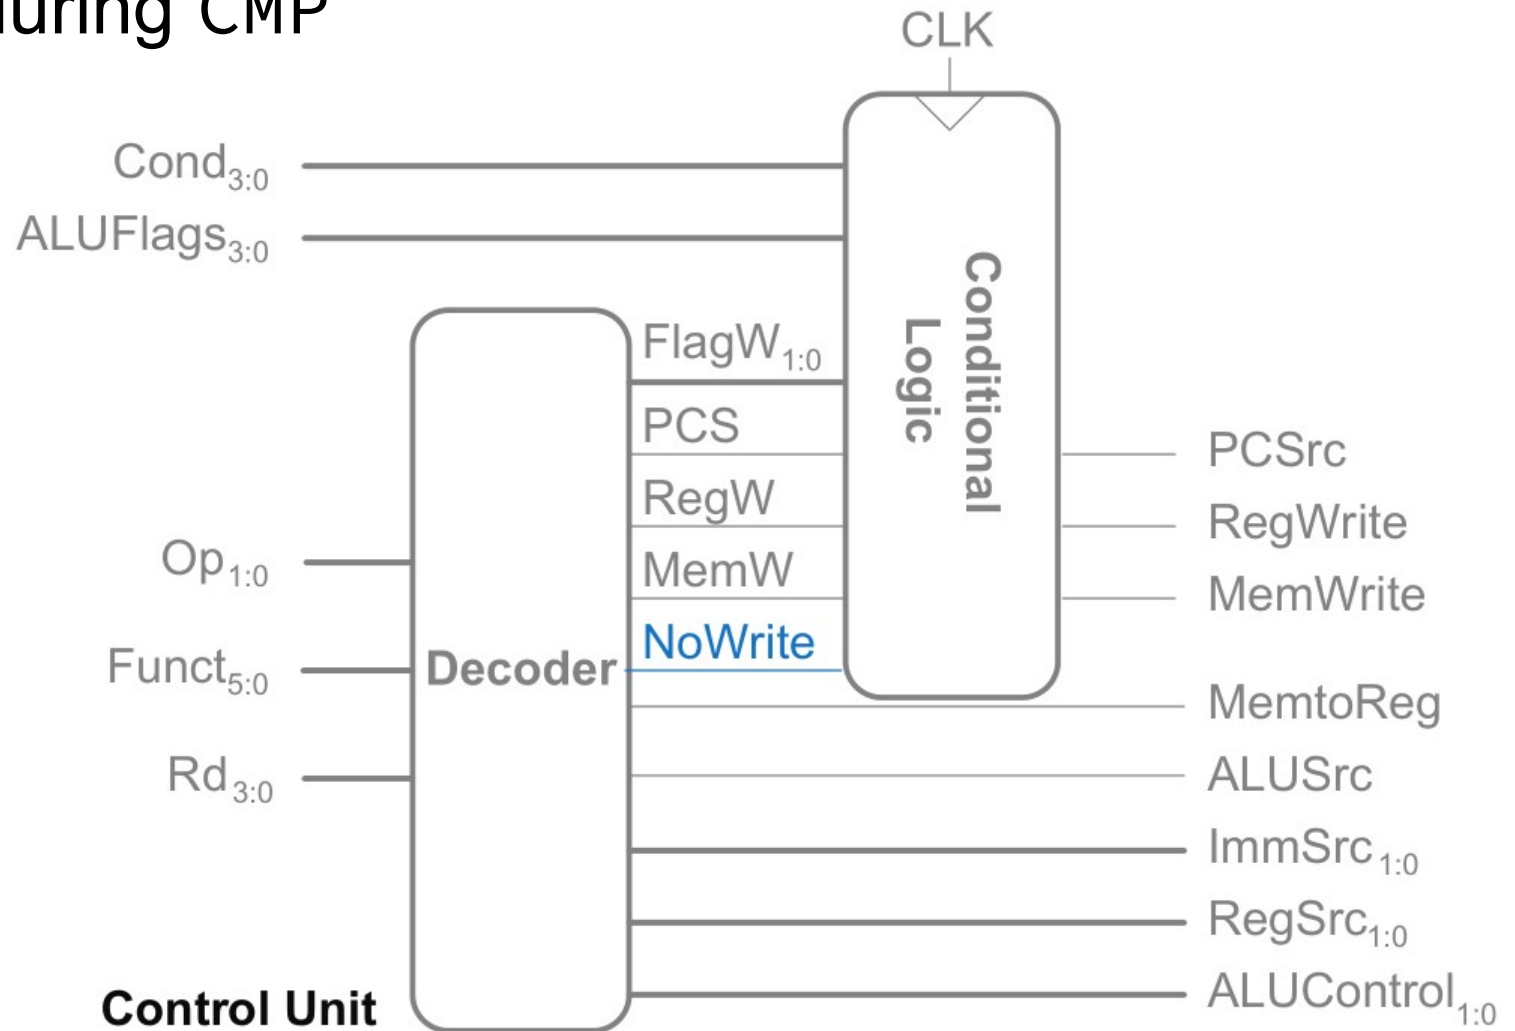 during CMP
CLK
Cond3:0
ALUFlags3:0
Conditional
Logic
FlagW1:0
PCS
PCSrc
RegW
RegWrite
Op1:0
MemW
MemWrite
NoWrite
Funct5:0
Decoder
MemtoReg
Rd3:0
ALUSrc
ImmSrc1:0
RegSrc1:0
ALUControl1:0
Control Unit